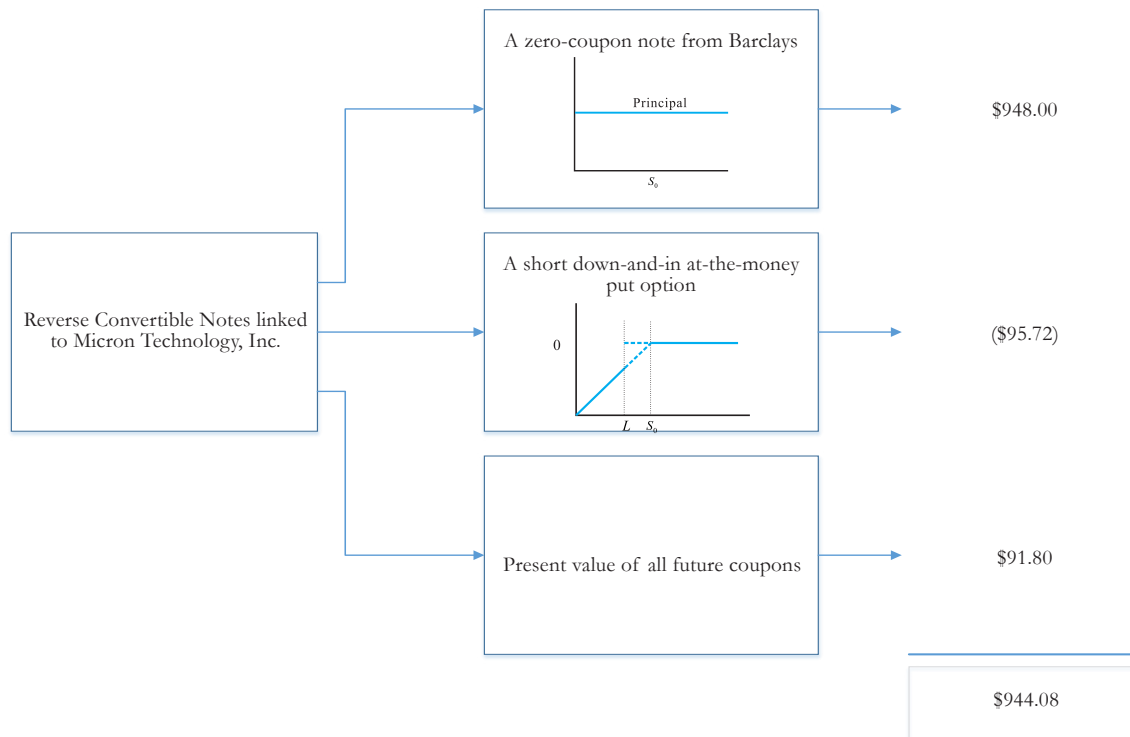 A zero-coupon note from Barclays
Principal
S₀
$948.00
Reverse Convertible Notes linked
to Micron Technology, Inc.
A short down-and-in at-the-money
put option
0
L S₀
($95.72)
Present value of all future coupons
$91.80
$944.08